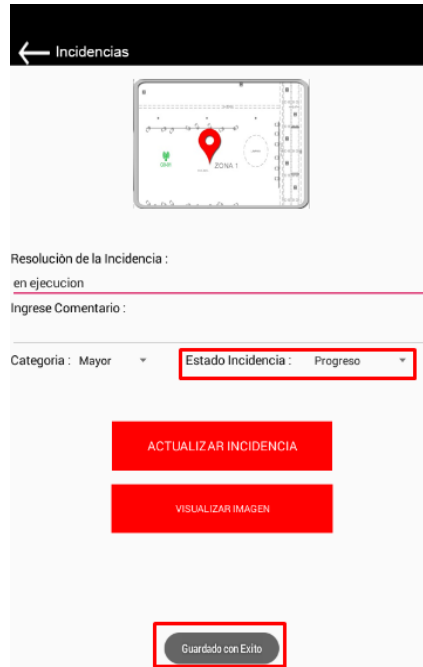 Incidencias
ZONA 1
Resolución de la Incidencia :
en ejecucion
Ingrese Comentario :
Categoria : Mayor Estado Incidencia : Progreso
ACTUALIZAR INCIDENCIA
VISUALIZAR IMAGEN
Guardado con Exito